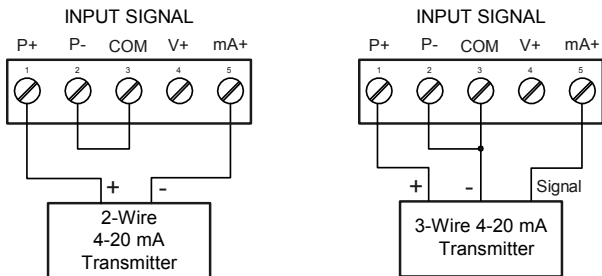 INPUT SIGNAL
P+ P- COM V+ mA+
1 2 3 4 5
+ -
2-Wire
4-20 mA
Transmitter
INPUT SIGNAL
P+ P- COM V+ mA+
1 2 3 4 5
+ - Signal
3-Wire 4-20 mA
Transmitter